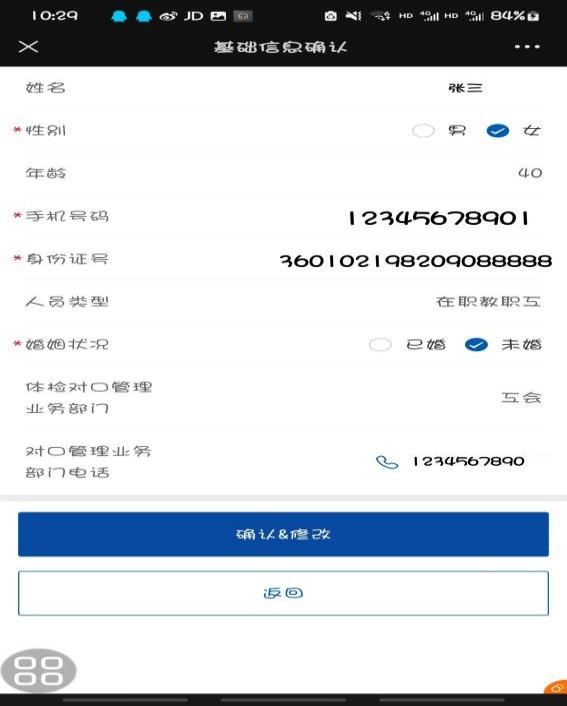 10:29 JD HD 4G HD 4G 84%
基础信息确认
姓名 张三
*性别 男 女
年龄 40
*手机号码 12345678901
*身份证号 360102198209088888
人员类型 在职教职互
*婚姻状况 已婚 未婚
体检对口管理
业务部门 互会
对口管理业务
部门电话 1234567890
确认&修改
返回